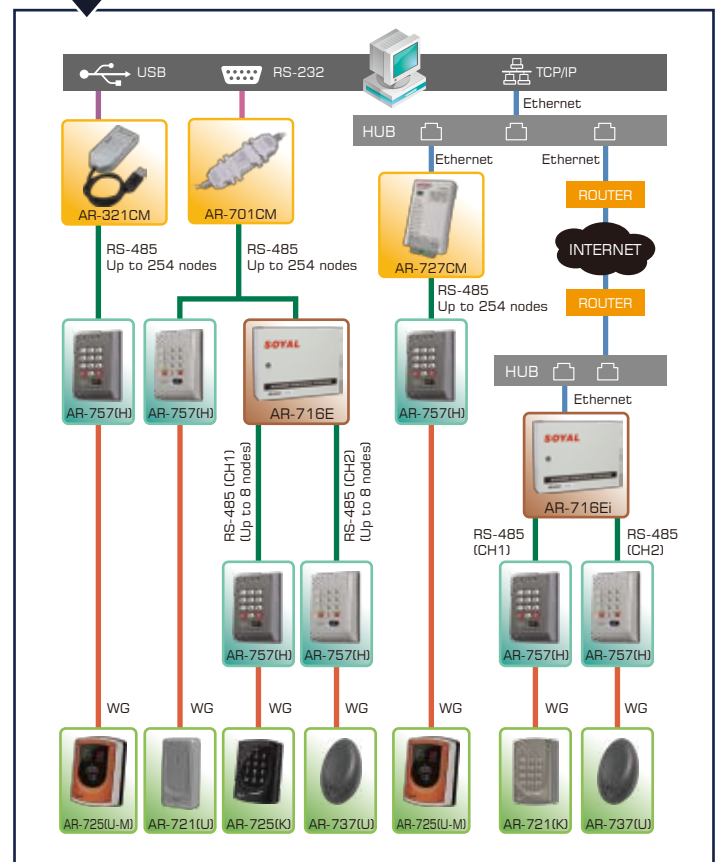 USB
RS-232
TCP/IP
Ethernet
HUB
Ethernet
Ethernet
AR-321CM
AR-701CM
AR-727CM
ROUTER
INTERNET
ROUTER
RS-485
Up to 254 nodes
RS-485
Up to 254 nodes
RS-485
Up to 254 nodes
SOYAL
AR-757(H)
AR-757(H)
AR-716E
AR-757(H)
HUB
Ethernet
SOYAL
AR-716Ei
RS-485 (CH1)
(Up to 8 nodes)
RS-485 (CH2)
(Up to 8 nodes)
RS-485
(CH1)
RS-485
(CH2)
AR-757(H)
AR-757(H)
AR-757(H)
AR-757(H)
WG
WG
WG
WG
WG
WG
WG
AR-725(U-M)
AR-721(U)
AR-725(K)
AR-737(U)
AR-725(U-M)
AR-721(K)
AR-737(U)